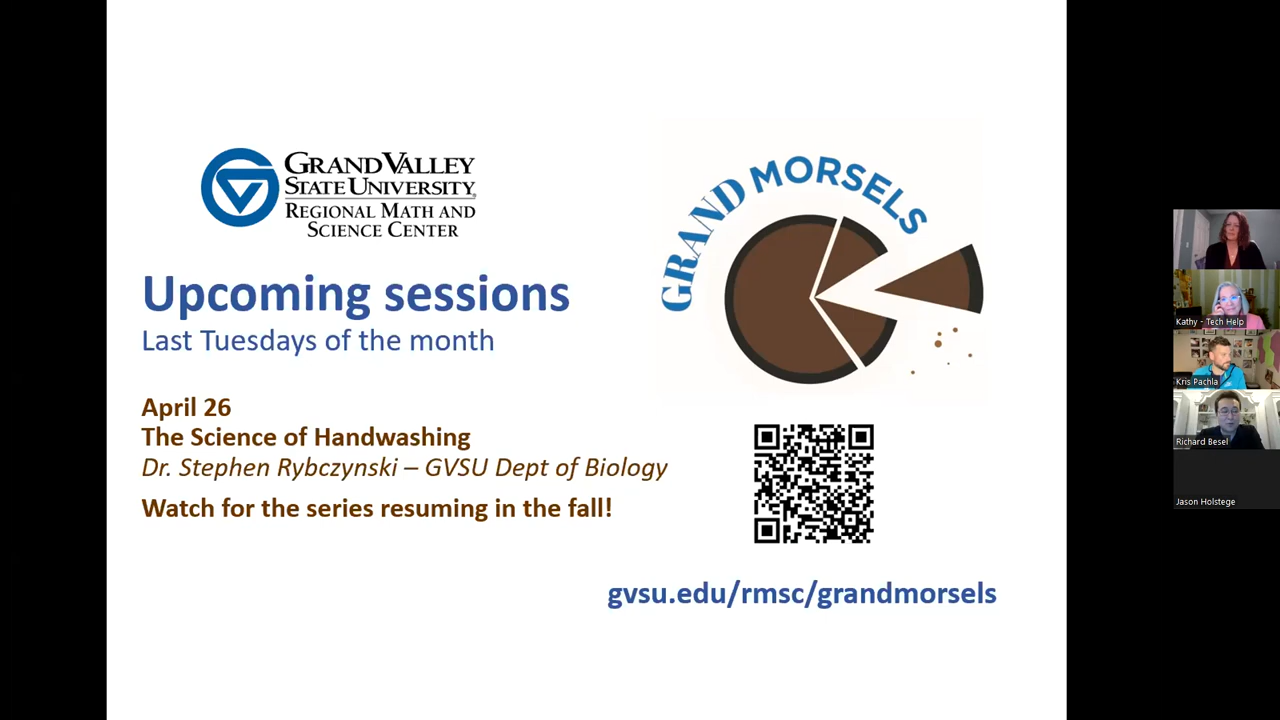 GRAND VALLEY
STATE UNIVERSITY
REGIONAL MATH AND
SCIENCE CENTER
GRAND MORSELS
Upcoming sessions
Last Tuesdays of the month
April 26
The Science of Handwashing
Dr. Stephen Rybczynski – GVSU Dept of Biology
Watch for the series resuming in the fall!
gvsu.edu/rmsc/grandmorsels
Kathy - Tech Help
Kris Pachla
Richard Besel
Jason Holstege